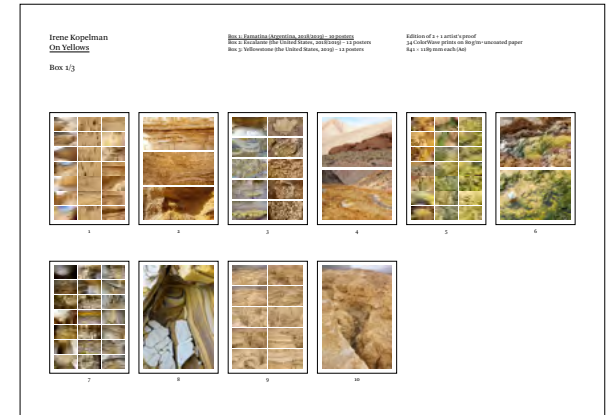 Irene Kopelman
On Yellows
Box 1/3
Box 1: Famatina (Argentina, 2018/2019) – 10 posters
Box 2: Escalante (the United States, 2018/2019) – 12 posters
Box 3: Yellowstone (the United States, 2019) – 12 posters
Edition of 2 + 1 artist's proof
34 ColorWave prints on 80g/m² uncoated paper
841 × 1189 mm each (A0)
1
2
3
4
5
6
7
8
9
10